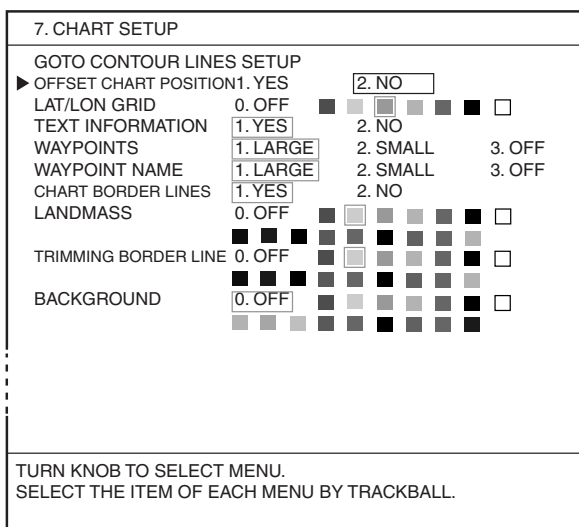 7. CHART SETUP
GOTO CONTOUR LINES SETUP
OFFSET CHART POSITION 1. YES 2. NO
LAT/LON GRID 0. OFF
TEXT INFORMATION 1. YES 2. NO
WAYPOINTS 1. LARGE 2. SMALL 3. OFF
WAYPOINT NAME 1. LARGE 2. SMALL 3. OFF
CHART BORDER LINES 1. YES 2. NO
LANDMASS 0. OFF
TRIMMING BORDER LINE 0. OFF
BACKGROUND 0. OFF
TURN KNOB TO SELECT MENU.
SELECT THE ITEM OF EACH MENU BY TRACKBALL.